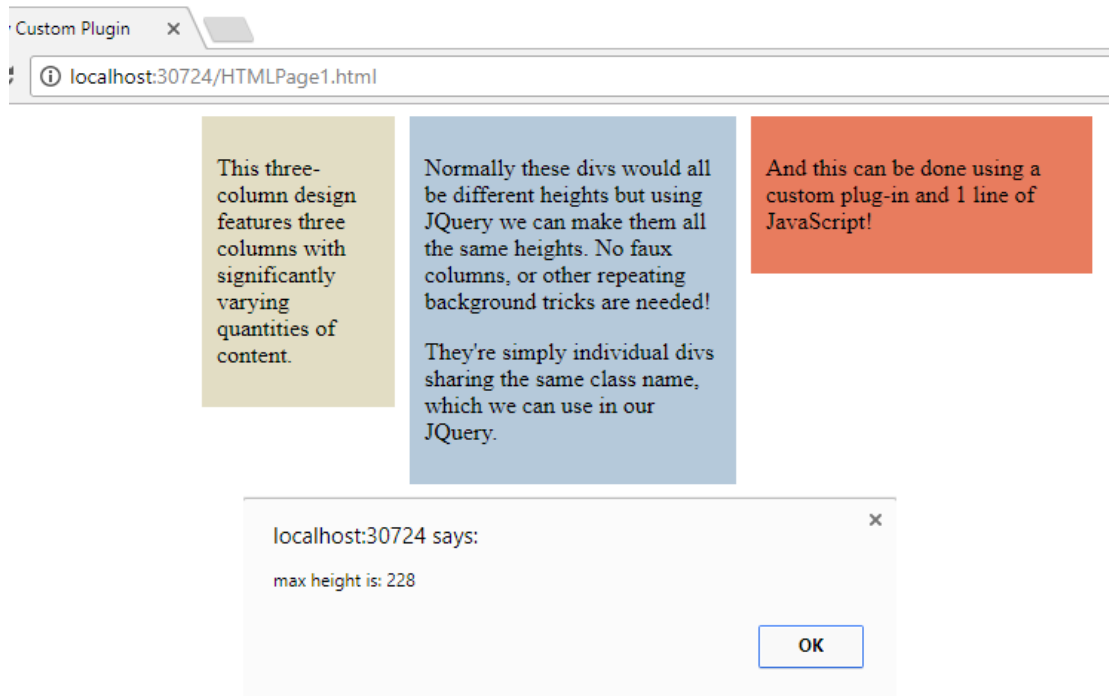 Custom Plugin
localhost:30724/HTMLPage1.html
This three-
column design
features three
columns with
significantly
varying
quantities of
content.
Normally these divs would all
be different heights but using
JQuery we can make them all
the same heights. No faux
columns, or other repeating
background tricks are needed!
They're simply individual divs
sharing the same class name,
which we can use in our
JQuery.
And this can be done using a
custom plug-in and 1 line of
JavaScript!
localhost:30724 says:
max height is: 228
OK